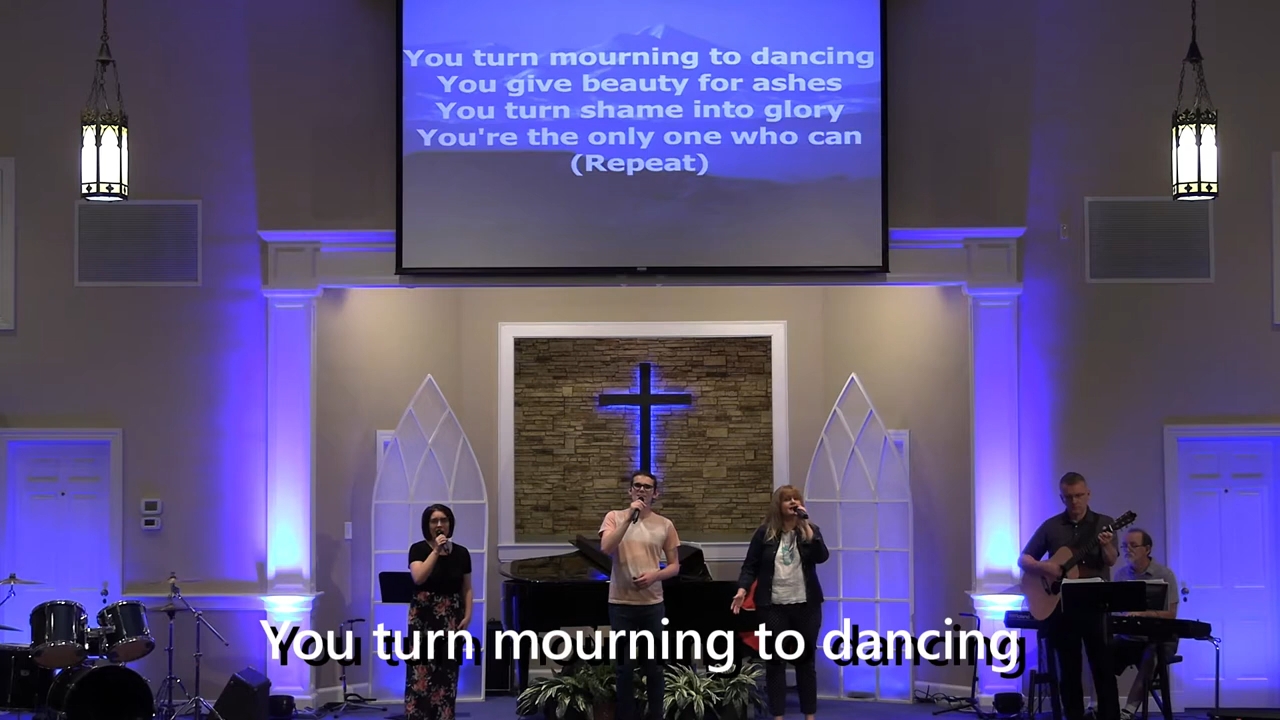 You turn mourning to dancing
You give beauty for ashes
You turn shame into glory
You're the only one who can
(Repeat)
You turn mourning to dancing